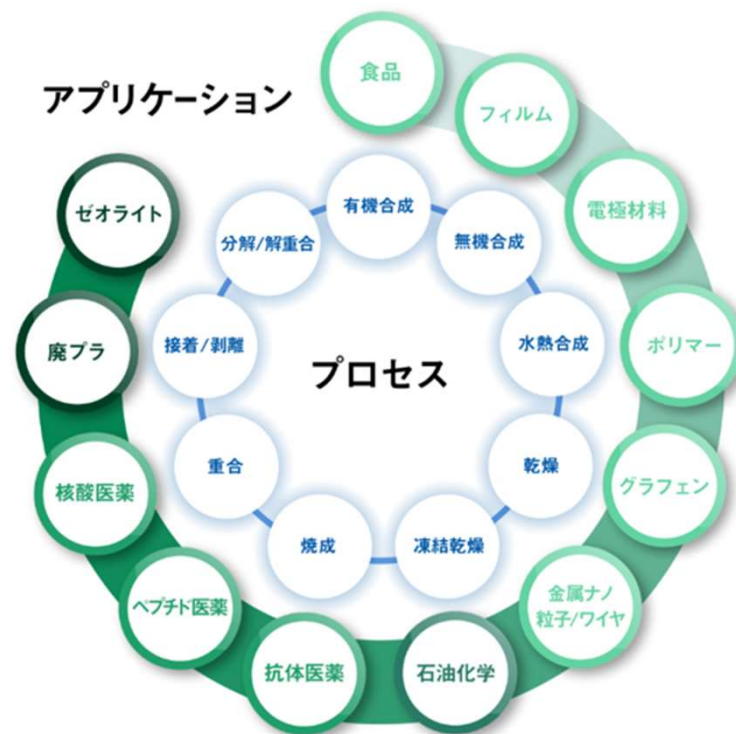 アプリケーション
食品
フィルム
電極材料
ポリマー
グラフェン
金属ナノ
粒子/ワイヤ
石油化学
抗体医薬
ペプチド医薬
核酸医薬
廃プラ
ゼオライト
プロセス
有機合成
無機合成
水熱合成
乾燥
凍結乾燥
焼成
重合
接着/剥離
分解/解重合